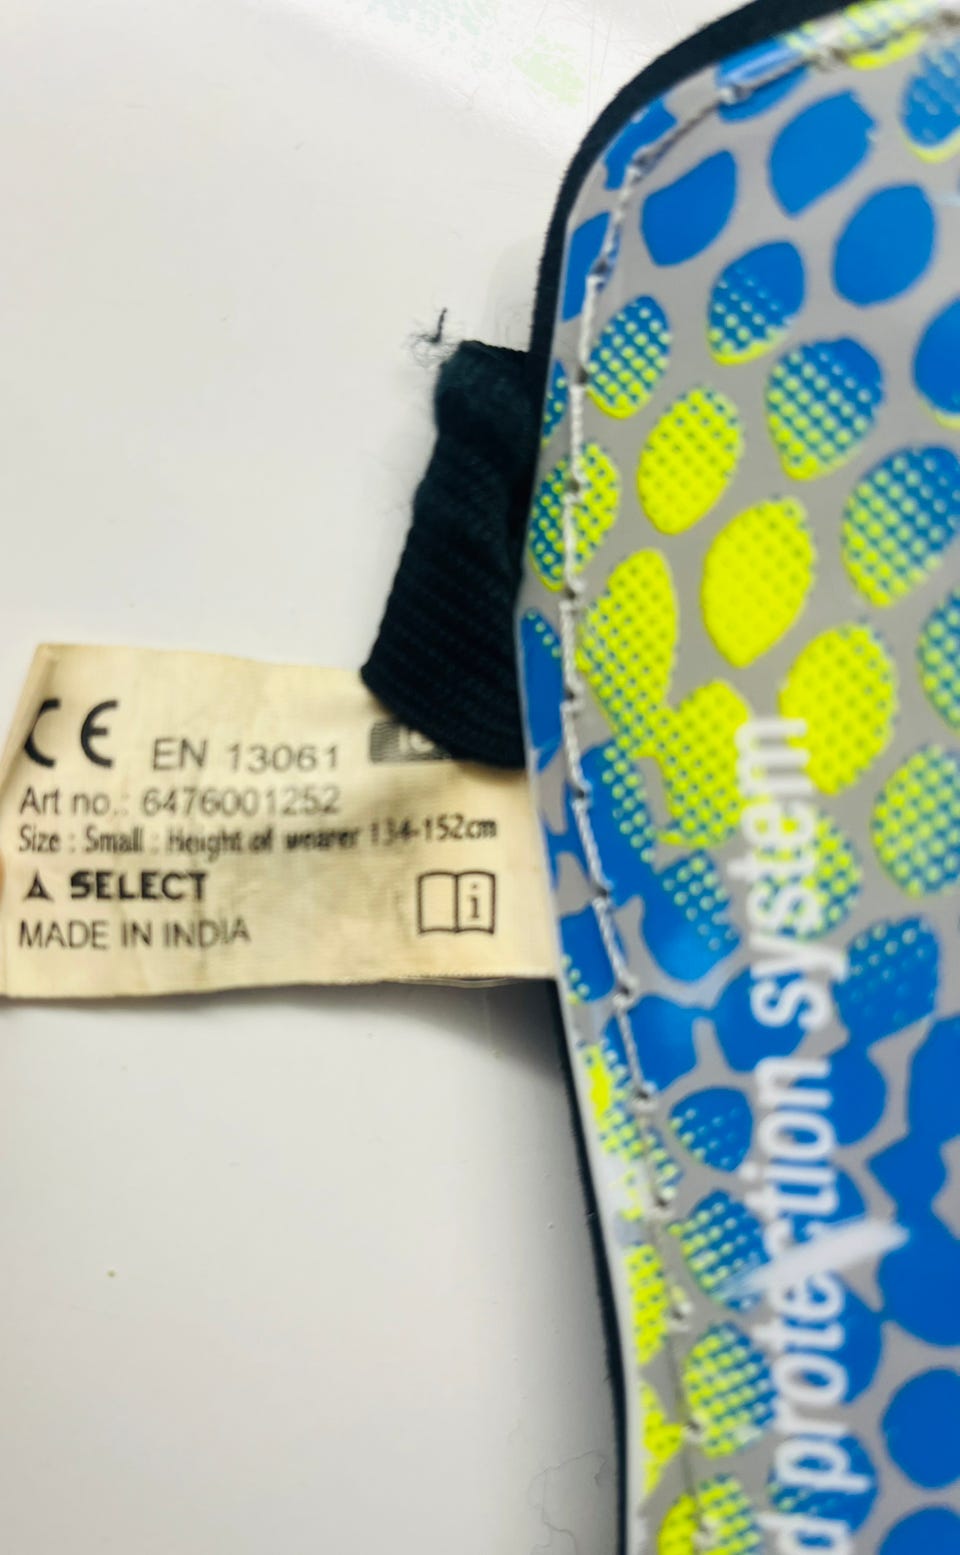 CE EN 13061
Art no.: 6476001252
Size : Small : Height of wearer 134-152cm
SELECT
i
MADE IN INDIA
protection system